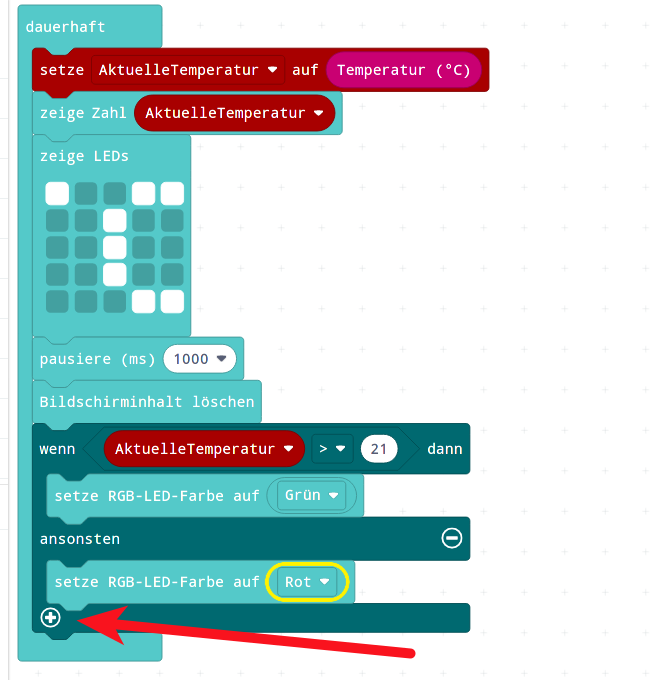 dauerhaft
setze AktuelleTemperatur auf Temperatur (°C)
zeige Zahl AktuelleTemperatur
zeige LEDs
pausiere (ms) 1000
Bildschirminhalt löschen
wenn AktuelleTemperatur > 21 dann
setze RGB-LED-Farbe auf Grün
ansonsten
setze RGB-LED-Farbe auf Rot